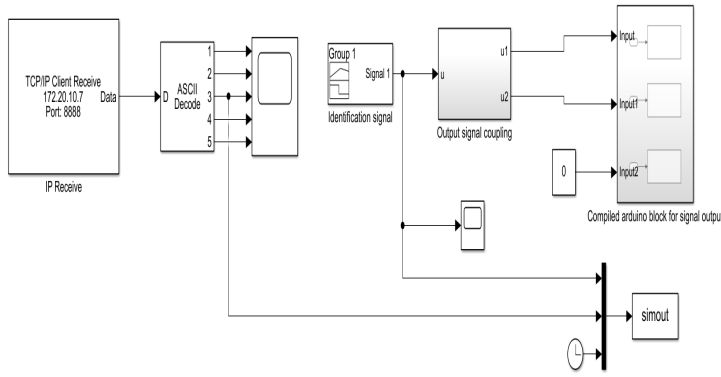 TCP/IP Client Receive
172.20.10.7
Port: 8888
Data
IP Receive
D
ASCII
Decode
1
2
3
4
5
Group 1
Signal 1
Identification signal
u
u1
u2
Output signal coupling
Input
Input1
Input2
0
Compiled arduino block for signal outpu
simout